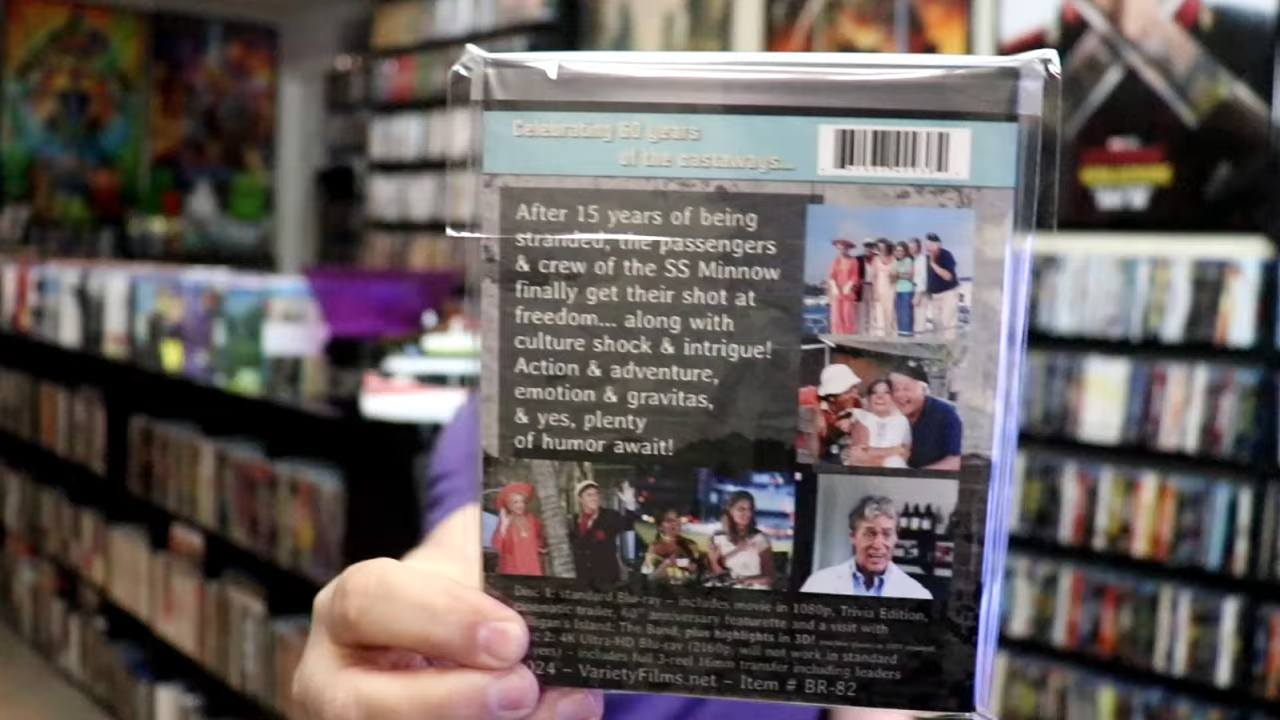 Celebrating 60 years
of the castaways...
After 15 years of being
stranded, the passengers
& crew of the SS Minnow
finally get their shot at
freedom... along with
culture shock & intrigue!
Action & adventure,
emotion & gravitas,
& yes, plenty
of humor await!
Disc 1: standard Blu-ray – includes movie in 1080p, Trivia Edition,
cinematic trailer, 60th anniversary featurette and a visit with
Gilligan's Island: The Band, plus highlights in 3D!
2: 4K Ultra-HD Blu-ray (2160p, will not work in standard
players) – includes full 3-reel 16mm transfer including leaders
024 – VarietyFilms.net – Item # BR-82